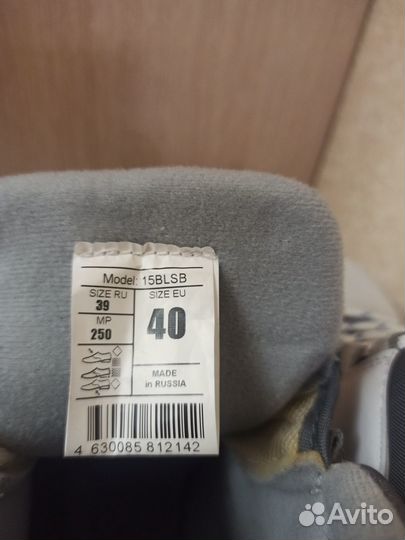 Model: 15BLSB
SIZE RU
39
MP
250
SIZE EU
40
MADE
in RUSSIA
4 630085 812142
Avito